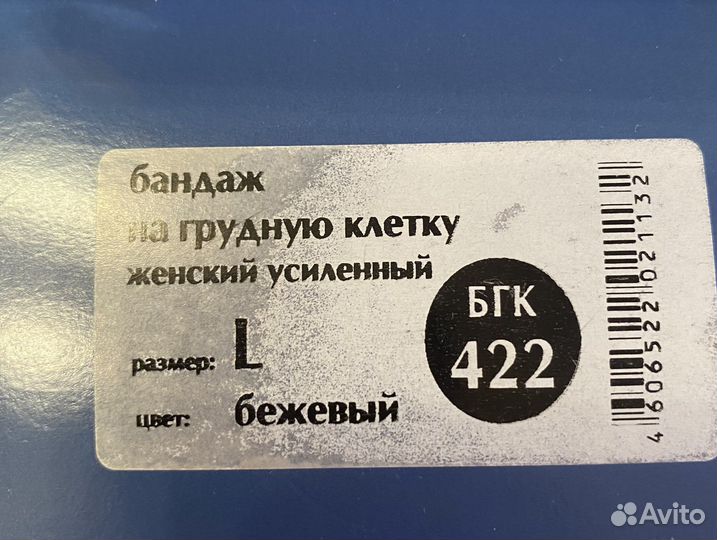 бандаж
на грудную клетку
женский усиленный
размер: L
цвет: бежевый
БГК
422
4606522021132
Avito